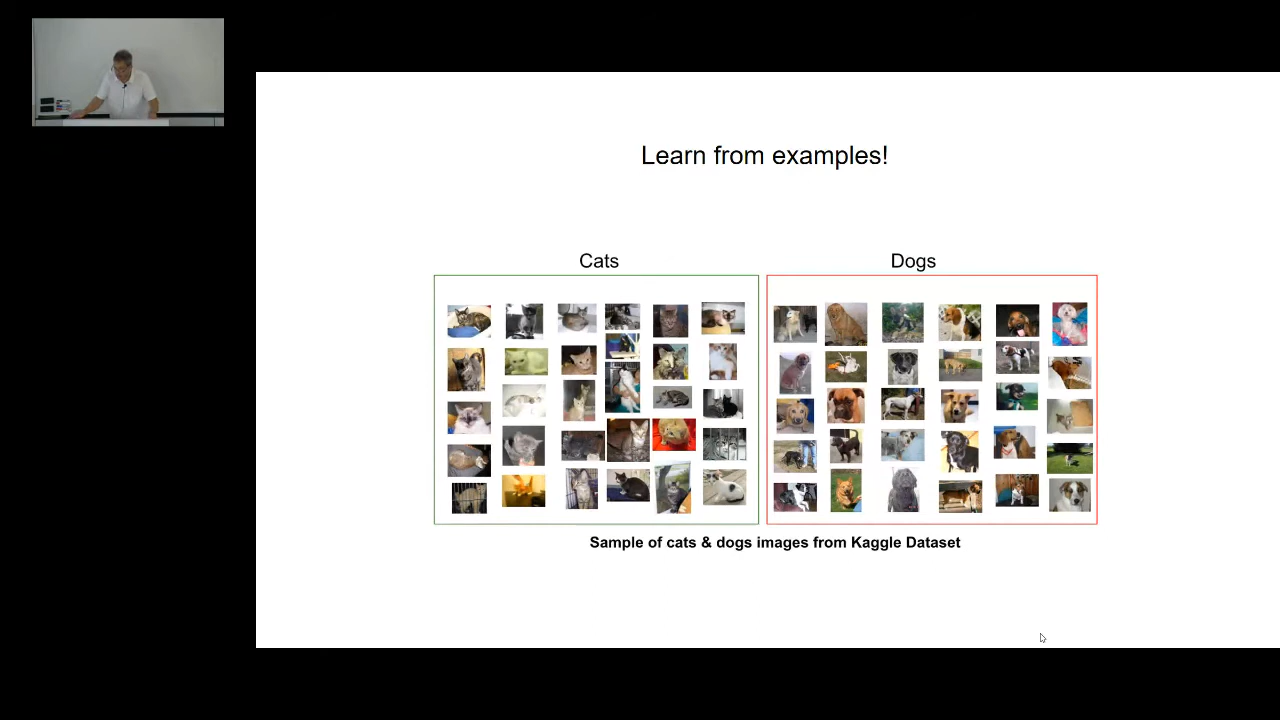 Learn from examples!
Cats
Dogs
Sample of cats & dogs images from Kaggle Dataset